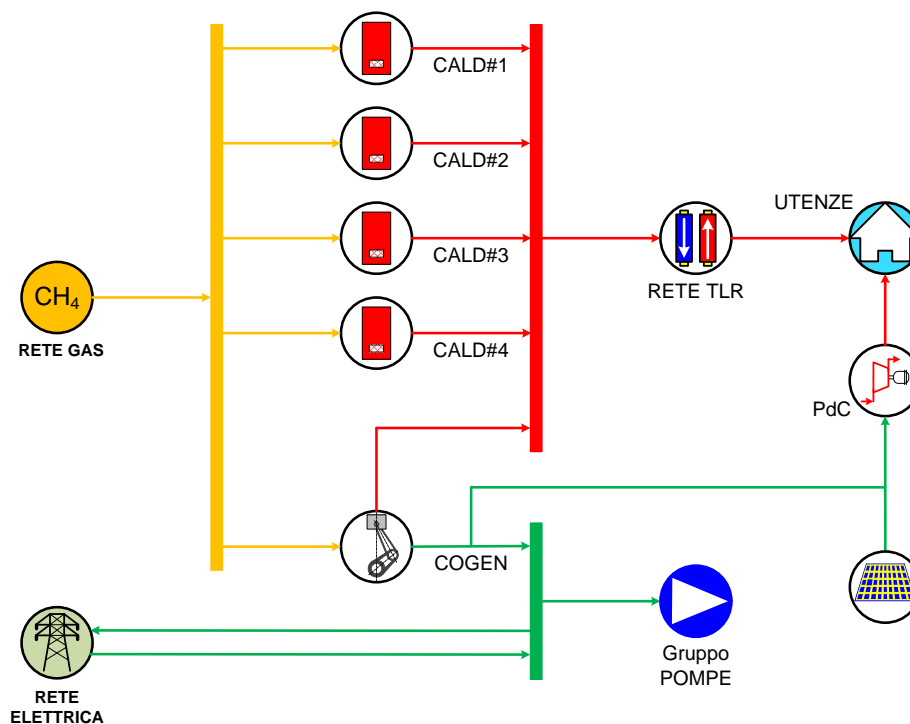 CALD#1
CALD#2
UTENZE
CALD#3
CH₄
RETE TLR
RETE GAS
CALD#4
PdC
COGEN
Gruppo
POMPE
RETE
ELETTRICA